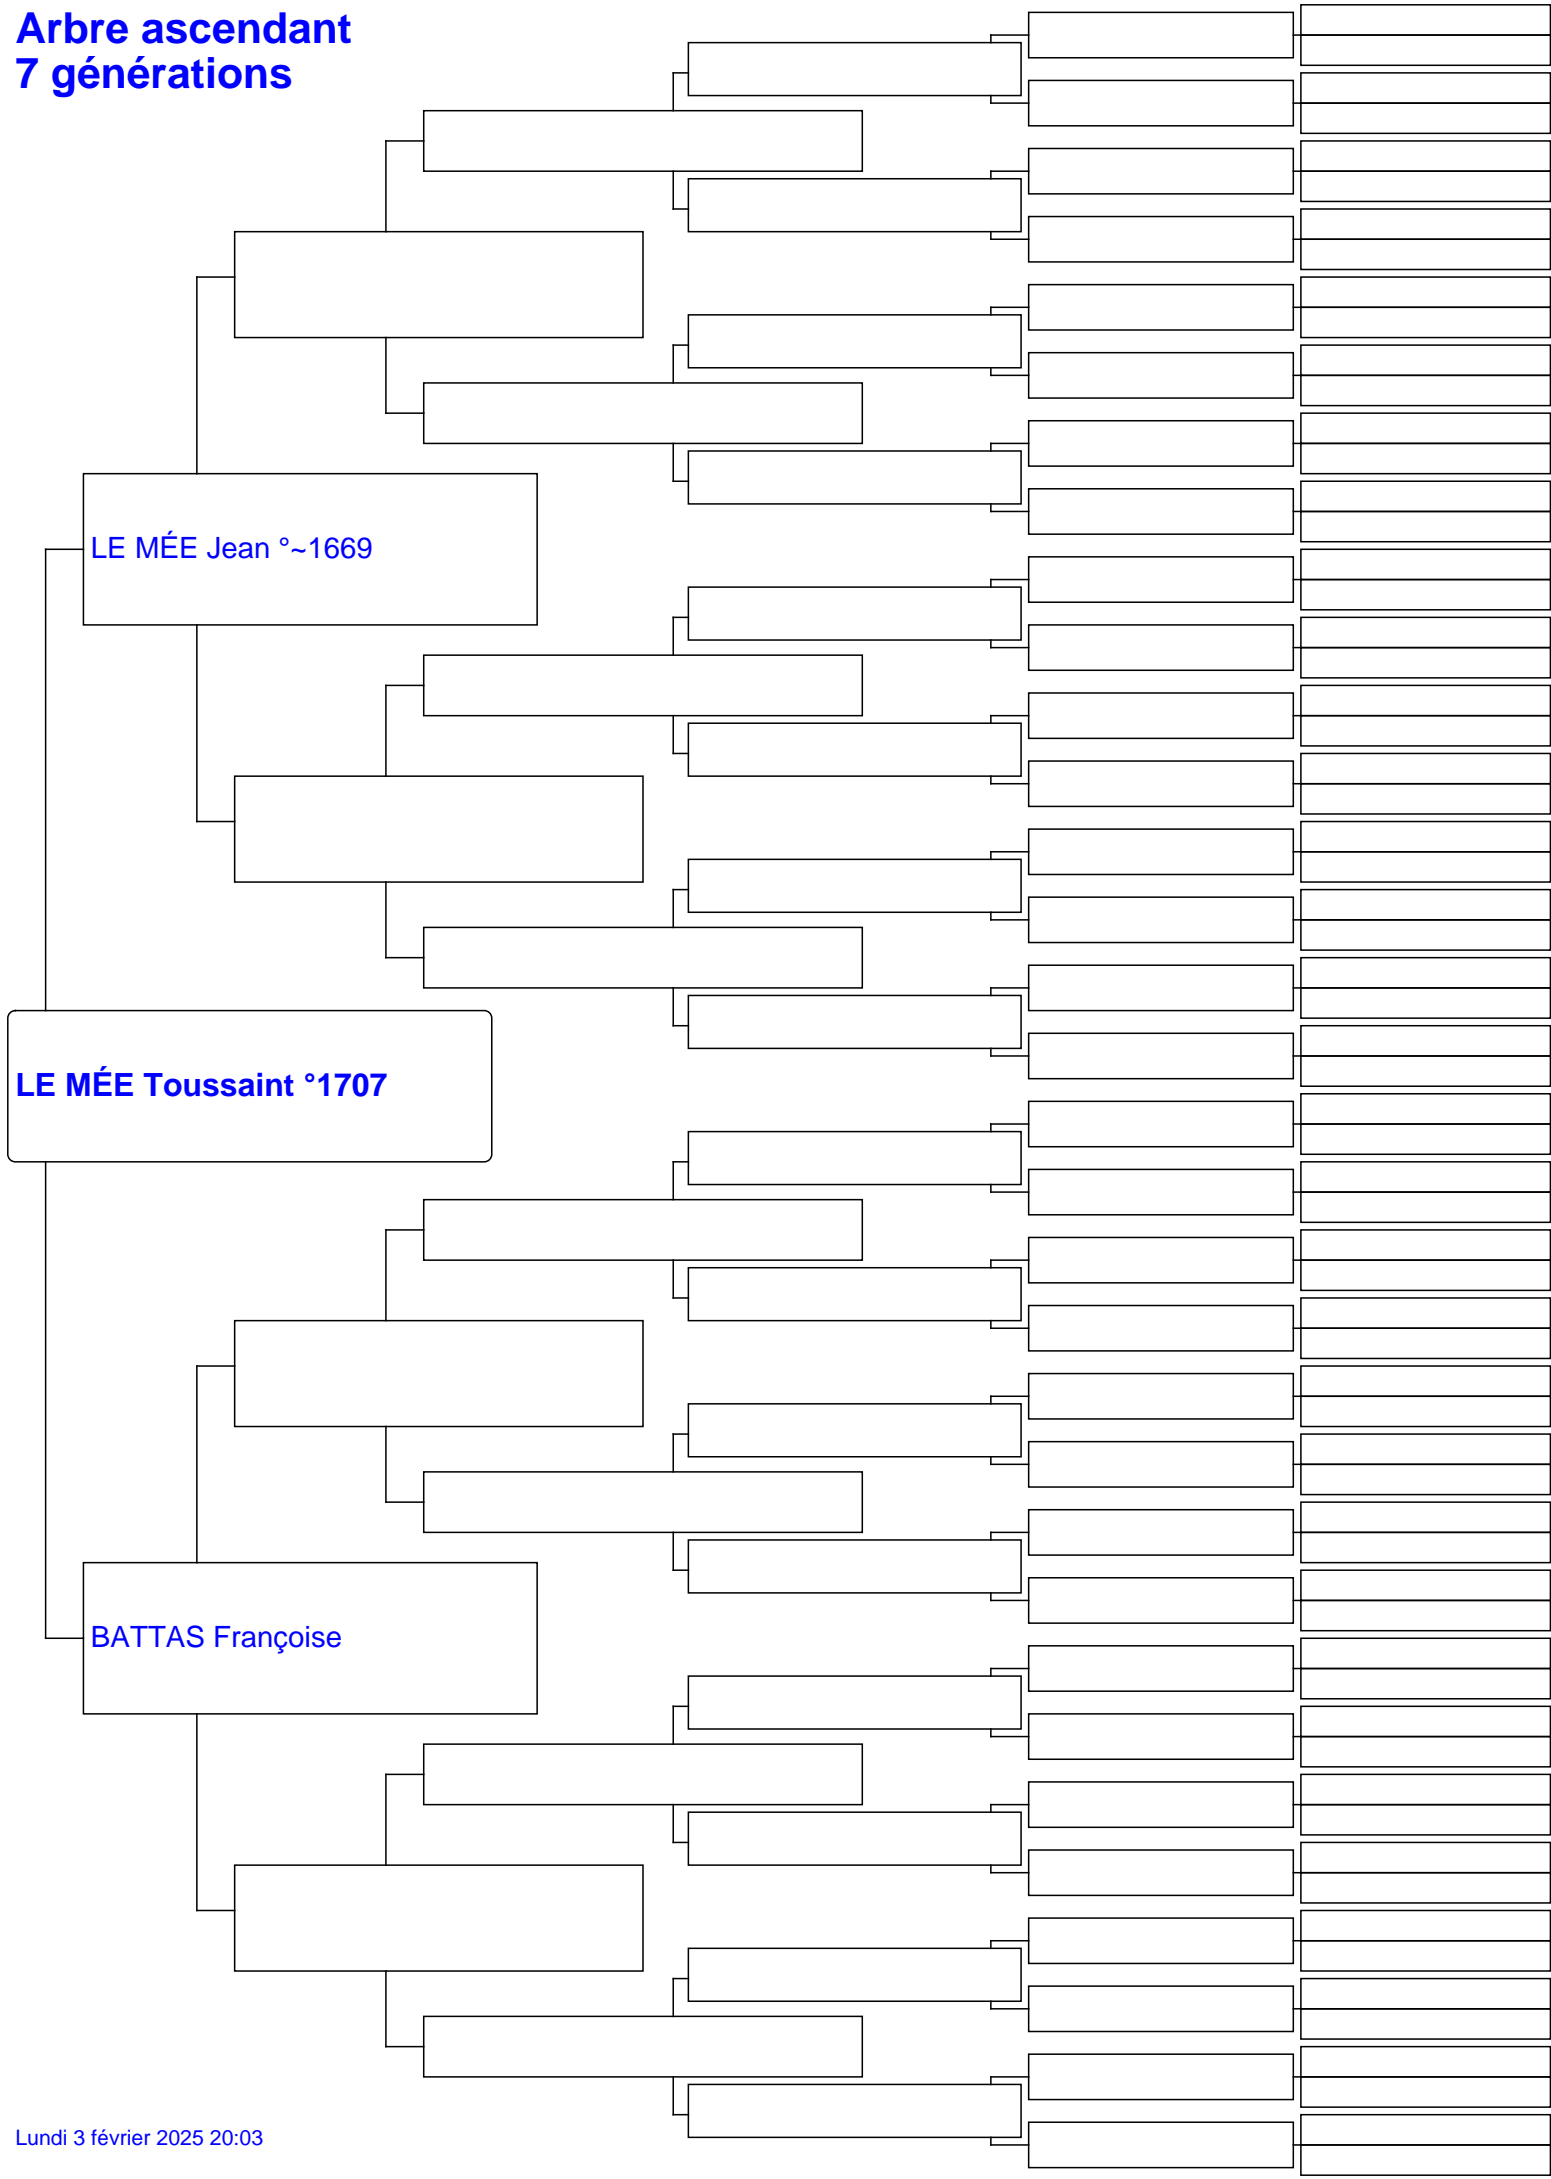 Arbre ascendant
7 générations
LE MÉE Jean °~1669
LE MÉE Toussaint °1707
BATTAS Françoise
Lundi 3 février 2025 20:03